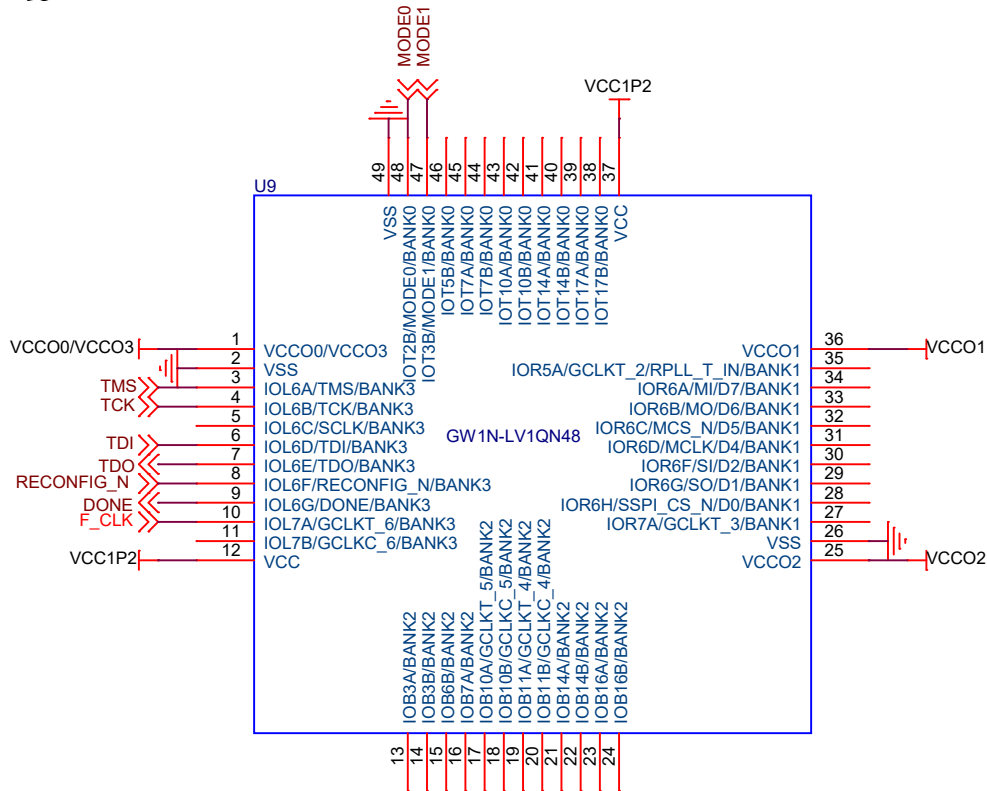 MODE0
MODE1
VCC1P2
49
48
47
46
45
44
43
42
41
40
39
38
37
U9
VSS
IOT2B/MODE0/BANK0
IOT3B/MODE1/BANK0
IOT5B/BANK0
IOT7A/BANK0
IOT7B/BANK0
IOT10A/BANK0
IOT10B/BANK0
IOT14A/BANK0
IOT14B/BANK0
IOT17A/BANK0
IOT17B/BANK0
VCC
VCCO0/VCCO3 1 VCCO0/VCCO3
2 VSS
TMS 3 IOL6A/TMS/BANK3
TCK 4 IOL6B/TCK/BANK3
5 IOL6C/SCLK/BANK3
TDI 6 IOL6D/TDI/BANK3
TDO 7 IOL6E/TDO/BANK3
RECONFIG_N 8 IOL6F/RECONFIG_N/BANK3
DONE 9 IOL6G/DONE/BANK3
F_CLK 10 IOL7A/GCLKT_6/BANK3
11 IOL7B/GCLKC_6/BANK3
VCC1P2 12 VCC
GW1N-LV1QN48
VCCO1 36 VCCO1
IOR5A/GCLKT_2/RPLL_T_IN/BANK1 35
IOR6A/MI/D7/BANK1 34
IOR6B/MO/D6/BANK1 33
IOR6C/MCS_N/D5/BANK1 32
IOR6D/MCLK/D4/BANK1 31
IOR6F/SI/D2/BANK1 30
IOR6G/SO/D1/BANK1 29
IOR6H/SSPI_CS_N/D0/BANK1 28
IOR7A/GCLKT_3/BANK1 27
VSS 26
VCCO2 25 VCCO2
IOB3A/BANK2
IOB3B/BANK2
IOB6B/BANK2
IOB7A/BANK2
IOB10A/GCLKT_5/BANK2
IOB10B/GCLKC_5/BANK2
IOB11A/GCLKT_4/BANK2
IOB11B/GCLKC_4/BANK2
IOB14A/BANK2
IOB14B/BANK2
IOB16A/BANK2
IOB16B/BANK2
13
14
15
16
17
18
19
20
21
22
23
24